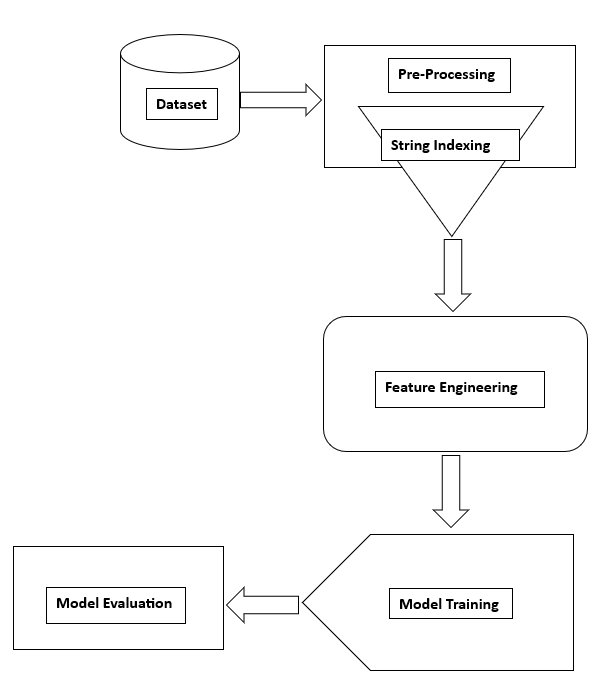 Dataset
Pre-Processing
String Indexing
Feature Engineering
Model Training
Model Evaluation